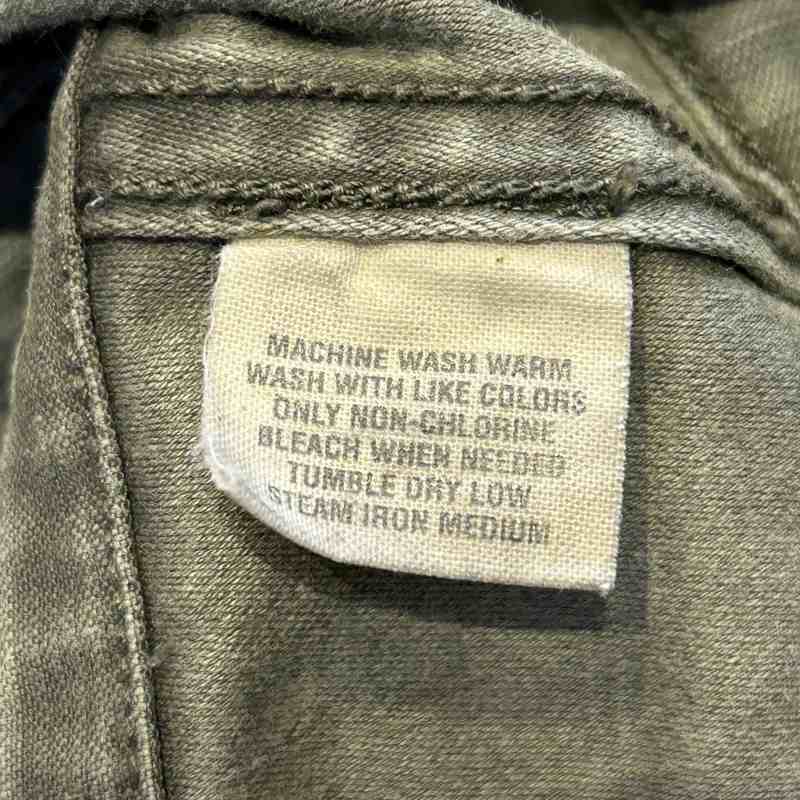 MACHINE WASH WARM
WASH WITH LIKE COLORS
ONLY NON-CHLORINE
BLEACH WHEN NEEDED
TUMBLE DRY LOW
STEAM IRON MEDIUM